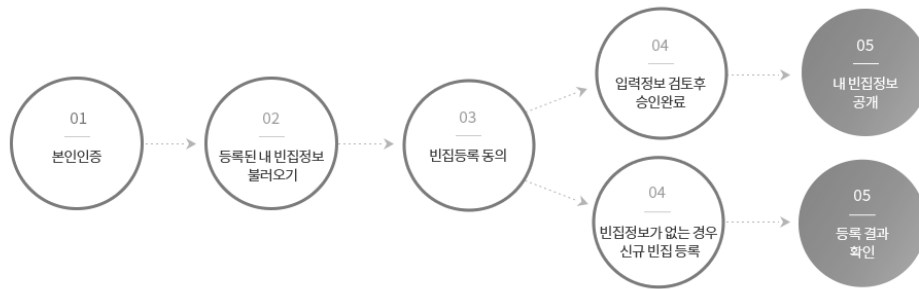 01
본인인증
02
등록된 내 빈집정보
불러오기
03
빈집등록 동의
04
입력정보 검토후
승인완료
05
내 빈집정보
공개
04
빈집정보가 없는 경우
신규 빈집 등록
05
등록 결과
확인